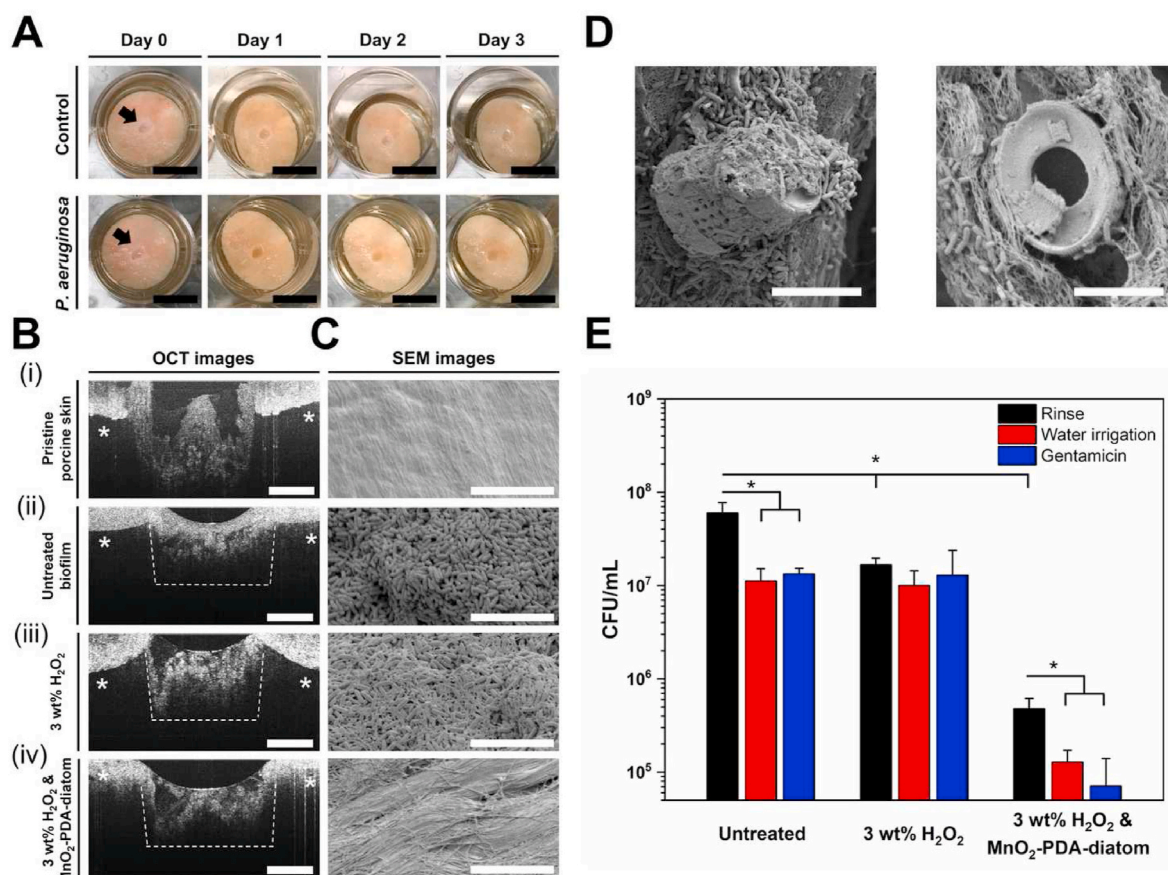 A
Day 0 Day 1 Day 2 Day 3
Control
P. aeruginosa
B
OCT images
C
SEM images
(i)
Pristine
porcine skin
*
*
(ii)
Untreated
biofilm
*
*
(iii)
3 wt% H₂O₂
*
*
(iv)
3 wt% H₂O₂ &
MnO₂-PDA-diatom
*
*
D
E
CFU/mL
10⁹
10⁸
10⁷
10⁶
10⁵
Rinse
Water irrigation
Gentamicin
*
*
*
Untreated
3 wt% H₂O₂
3 wt% H₂O₂ &
MnO₂-PDA-diatom